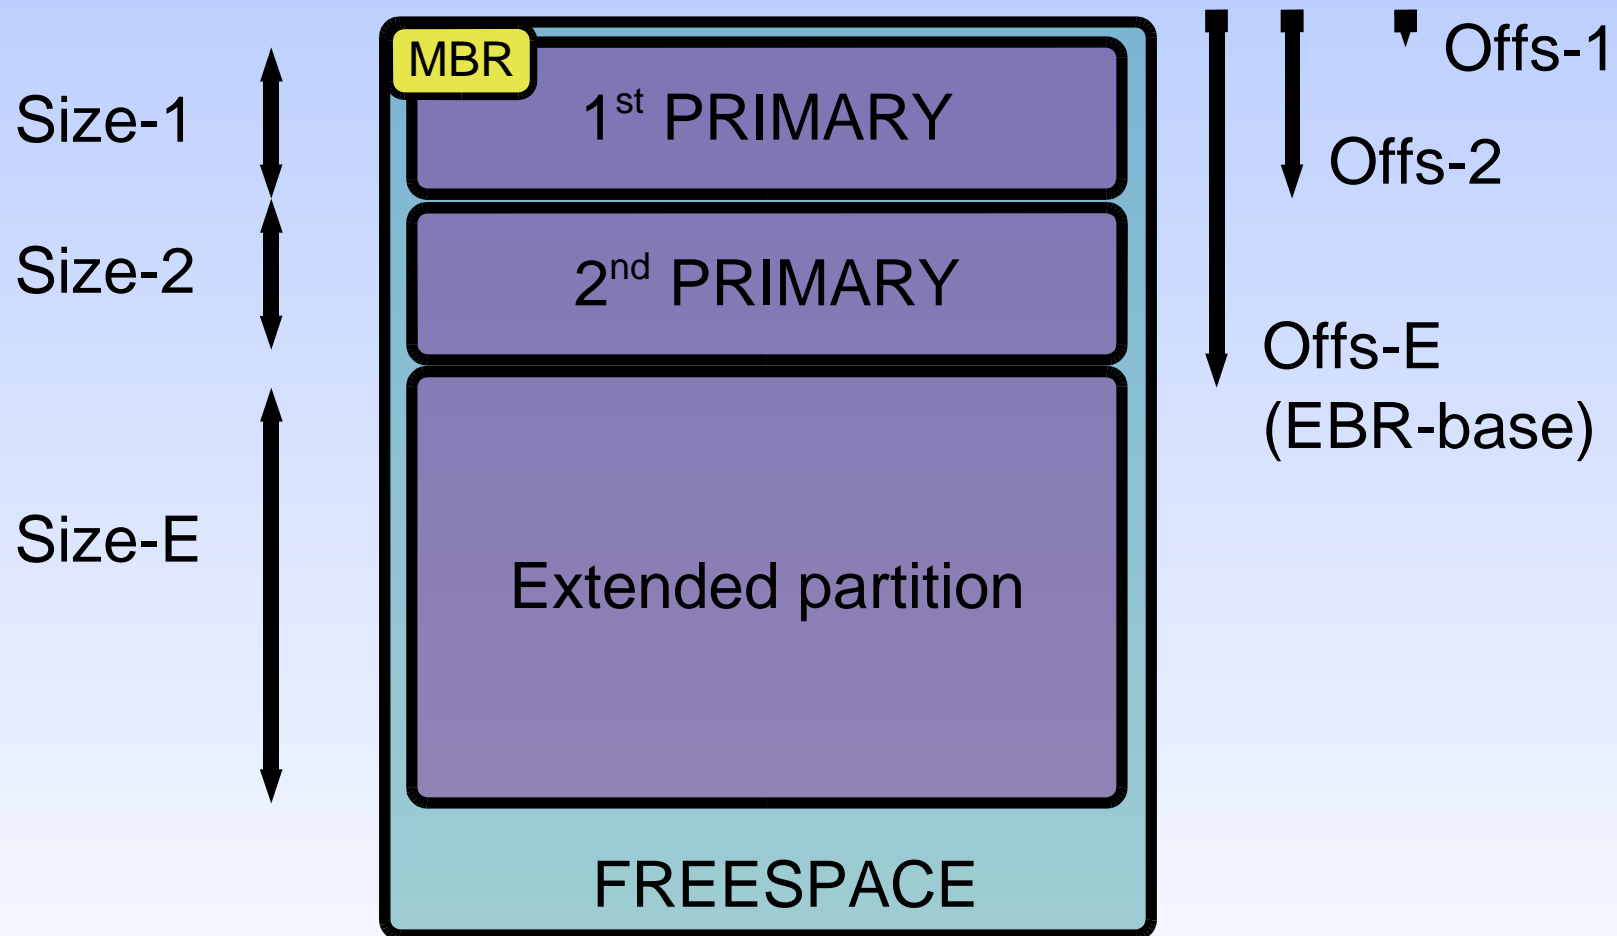 MBR
Offs-1
Size-1
1st PRIMARY
Offs-2
Size-2
2nd PRIMARY
Offs-E
(EBR-base)
Size-E
Extended partition
FREESPACE